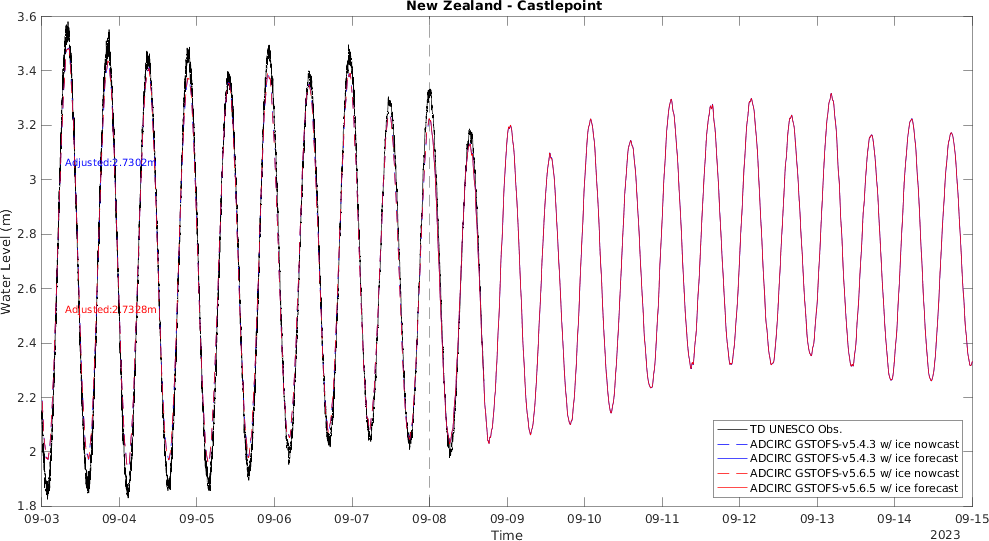 New Zealand - Castlepoint
3.6
3.4
3.2
3
2.8
2.6
2.4
2.2
2
1.8
Water Level (m)
Adjusted:2.7302m
Adjusted:2.7328m
TD UNESCO Obs.
ADCIRC GSTOFS-v5.4.3 w/ ice nowcast
ADCIRC GSTOFS-v5.4.3 w/ ice forecast
ADCIRC GSTOFS-v5.6.5 w/ ice nowcast
ADCIRC GSTOFS-v5.6.5 w/ ice forecast
09-03 09-04 09-05 09-06 09-07 09-08 09-09 09-10 09-11 09-12 09-13 09-14 09-15
Time
2023